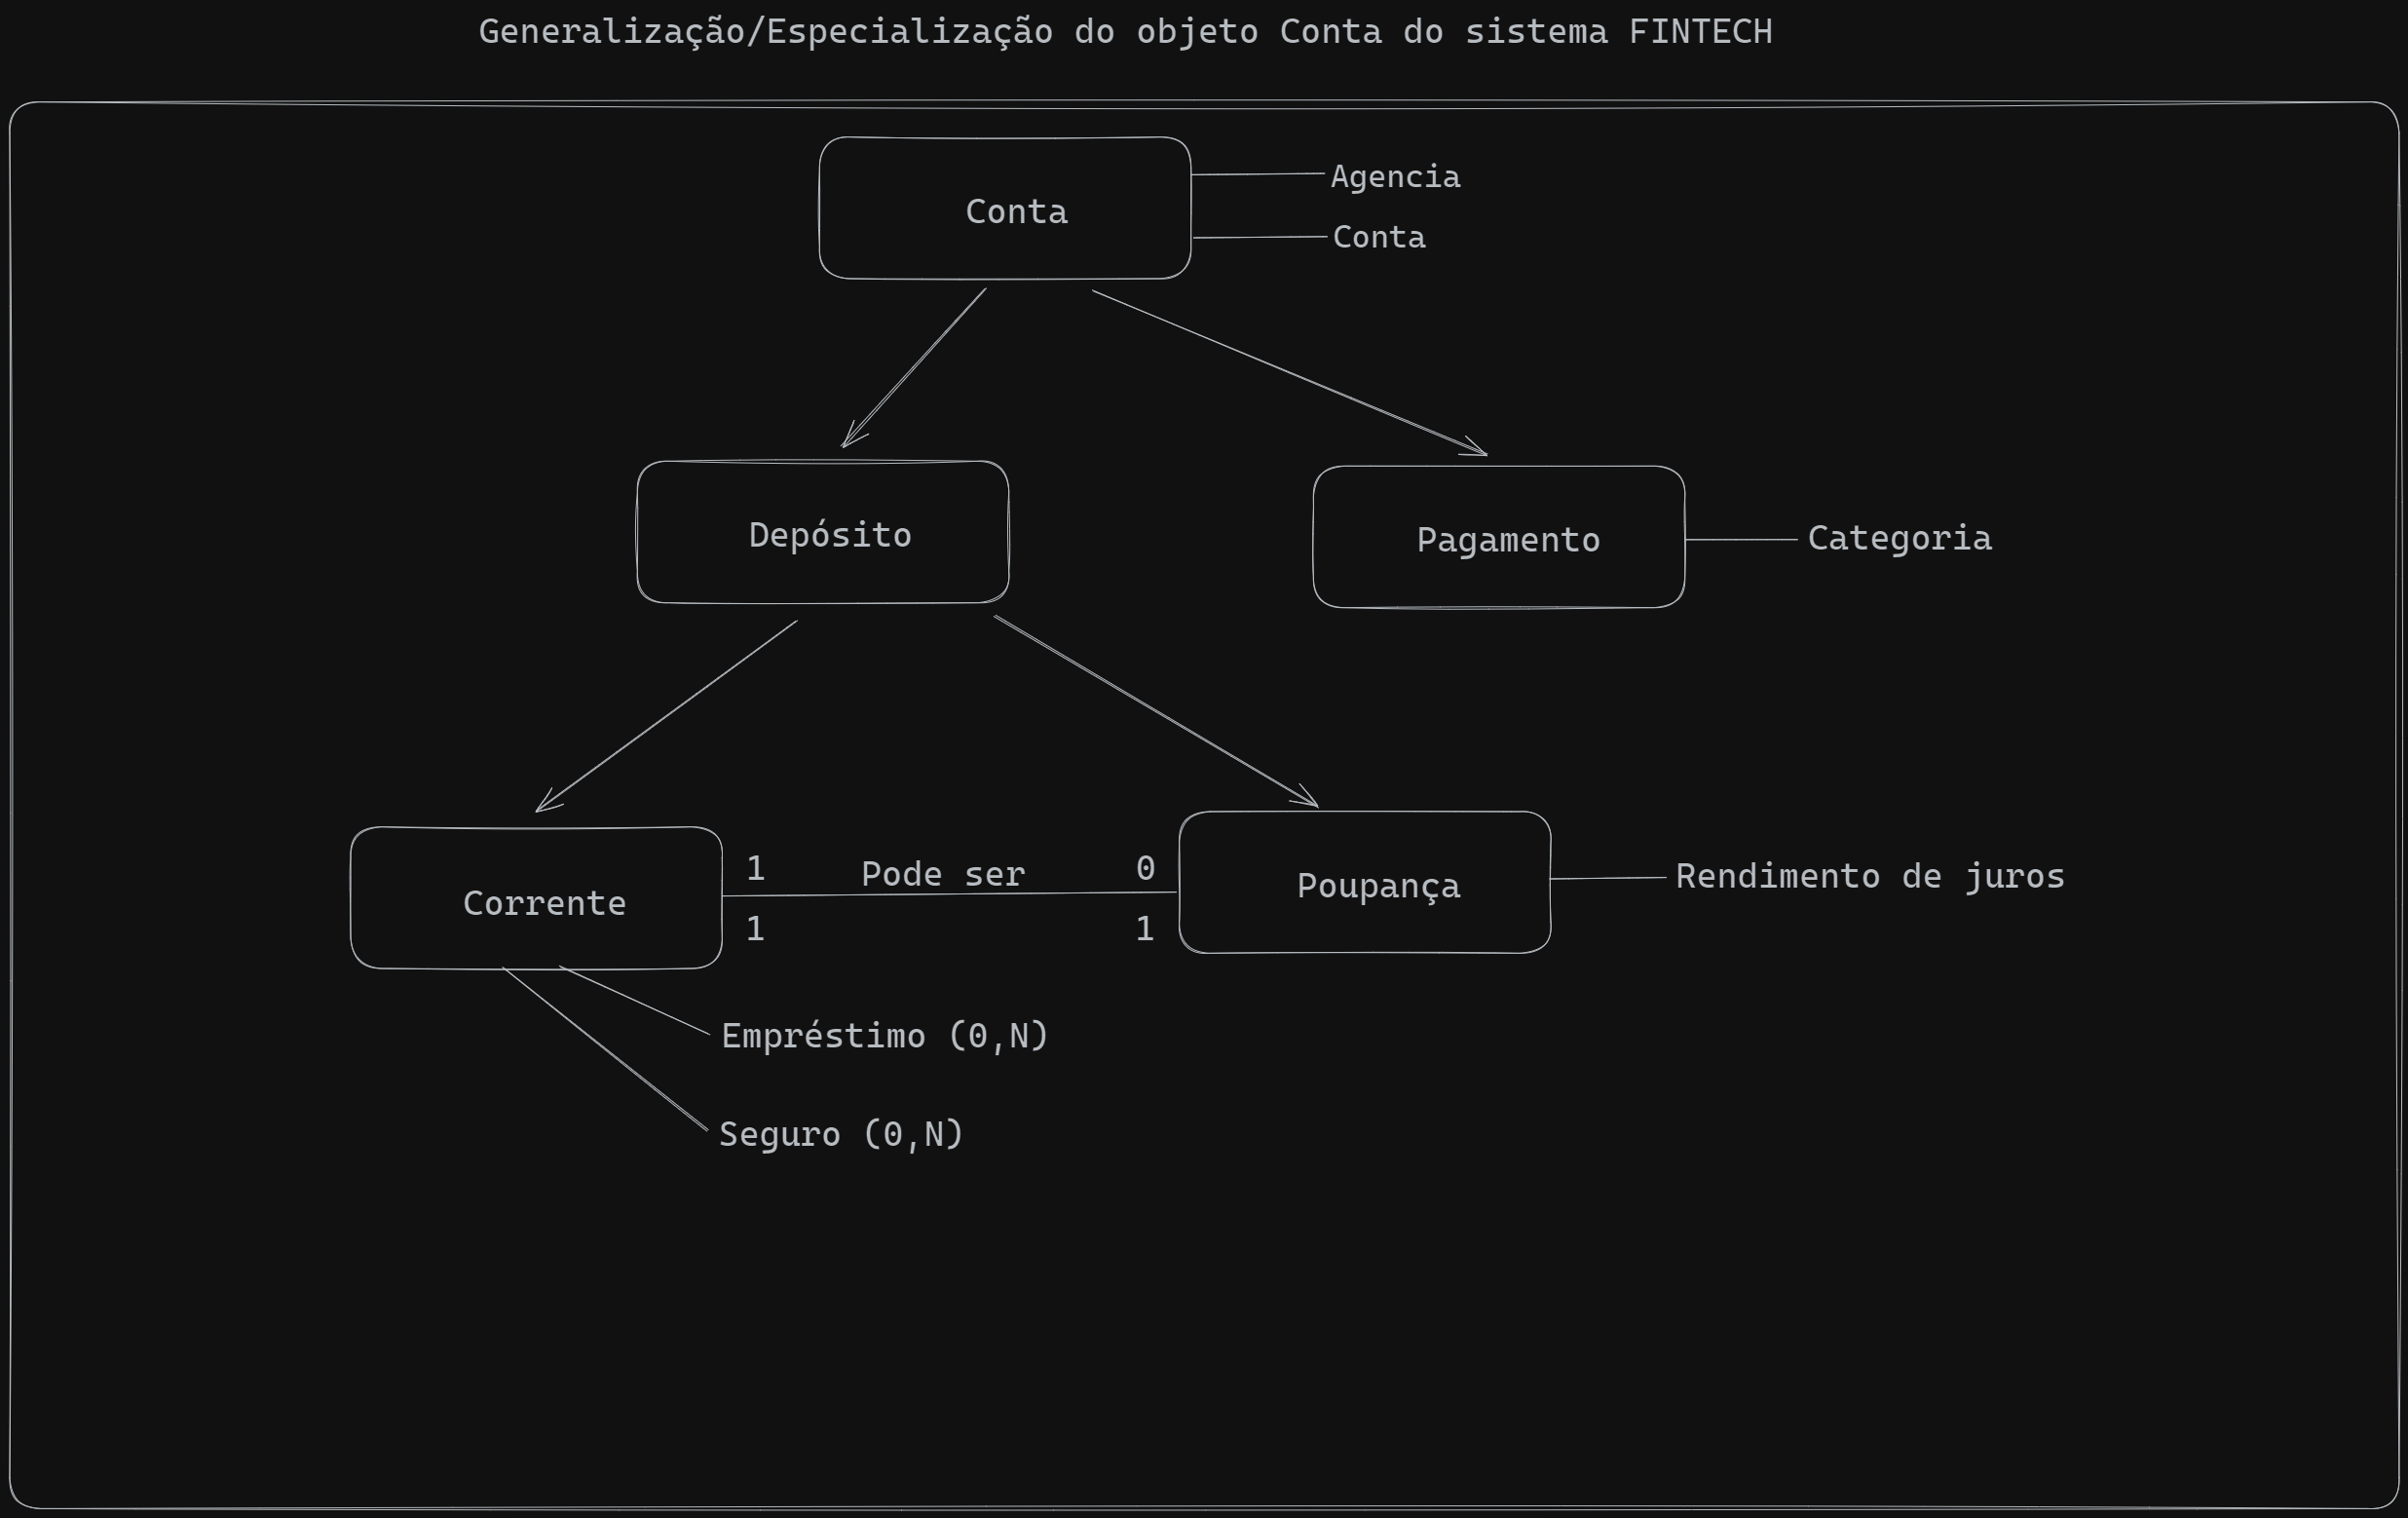 Generalização/Especialização do objeto Conta do sistema FINTECH
Agencia
Conta
Conta
Depósito
Pagamento
Categoria
1
Pode ser
0
Corrente
Poupança
Rendimento de juros
1
1
Empréstimo (0,N)
Seguro (0,N)